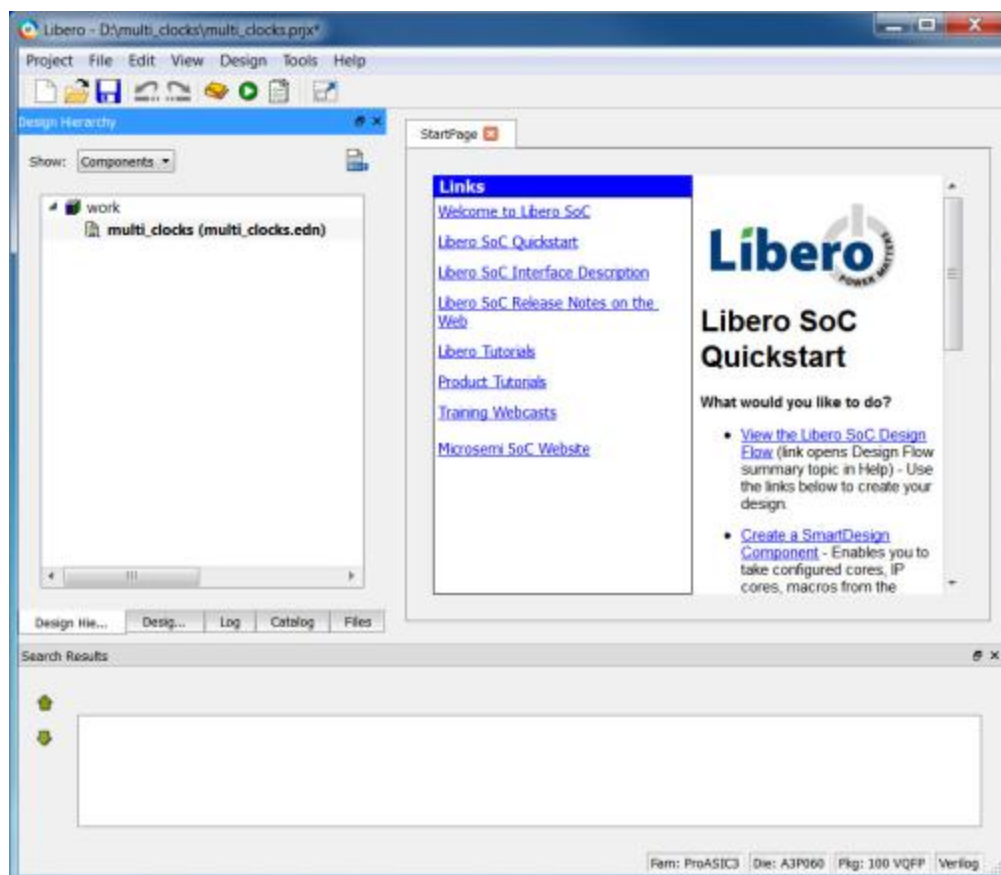 Libero - D:\multi_clocks\multi_clocks.prjx*
Project File Edit View Design Tools Help
Design Hierarchy
Show: Components
work
multi_clocks (multi_clocks.edn)
Design Hie... Desig... Log Catalog Files
StartPage
Links
Welcome to Libero SoC
Libero SoC Quickstart
Libero SoC Interface Description
Libero SoC Release Notes on the
Web
Libero Tutorials
Product Tutorials
Training Webcasts
Microsemi SoC Website
Libero
POWER MATTERS
Libero SoC
Quickstart
What would you like to do?
• View the Libero SoC Design
Flow (link opens Design Flow
summary topic in Help) - Use
the links below to create your
design.
• Create a SmartDesign
Component - Enables you to
take configured cores, IP
cores, macros from the
Search Results
Fam: ProASIC3 Die: A3P060 Pkg: 100 VQFP Verilog